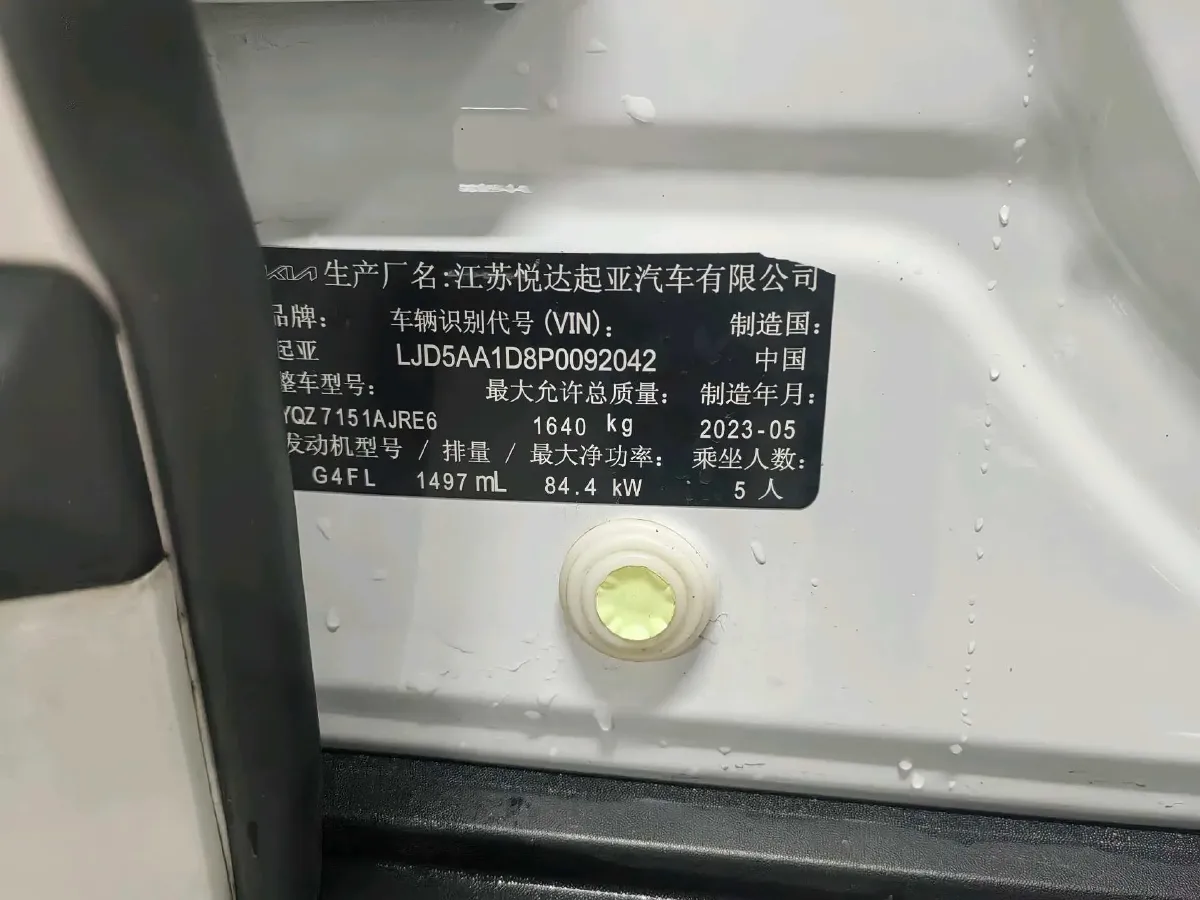 KIA 生产厂名:江苏悦达起亚汽车有限公司
品牌: 车辆识别代号(VIN): 制造国:
起亚 LJD5AA1D8P0092042 中国
整车型号: 最大允许总质量: 制造年月:
YQZ7151AJRE6 1640 kg 2023-05
发动机型号 / 排量 / 最大净功率: 乘坐人数:
G4FL 1497 mL 84.4 kW 5 人